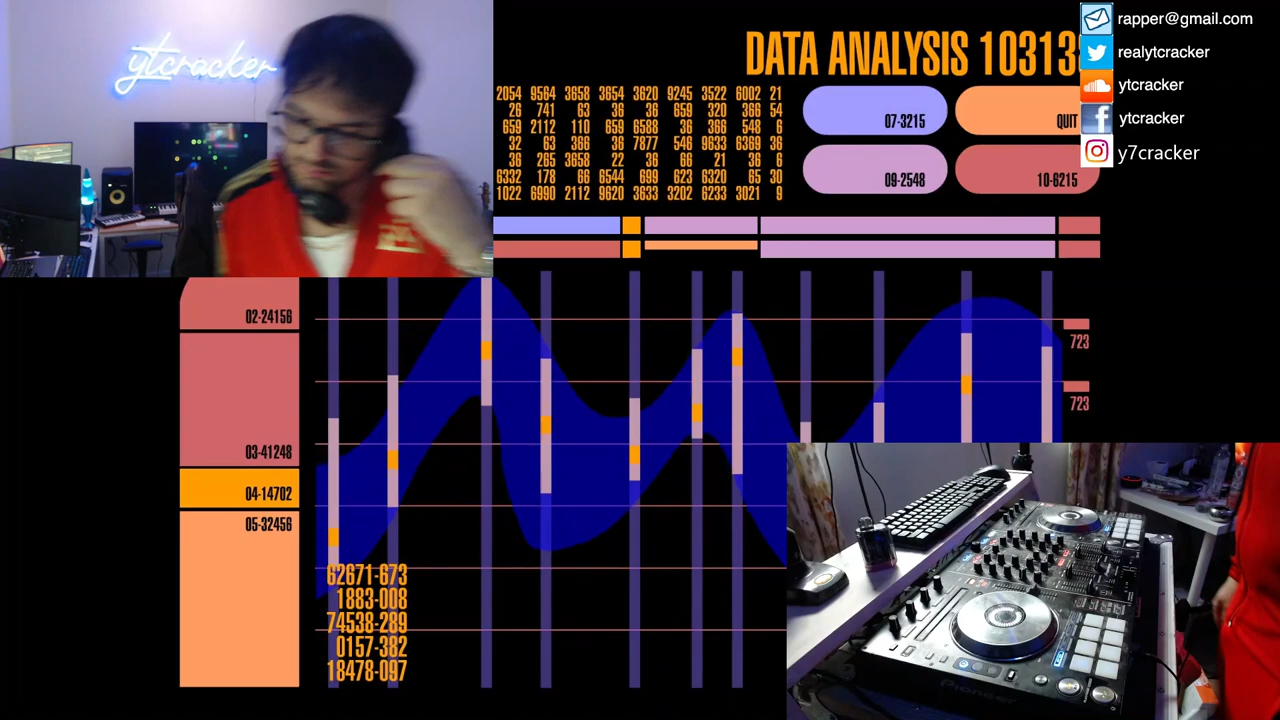 ytcracker
DATA ANALYSIS 10313
rapper@gmail.com
realytcracker
ytcracker
ytcracker
y7cracker
2054 9564 3658 3654 3620 9245 3522 6002 21
26 741 63 36 36 659 320 366 54
659 2112 110 659 6588 36 366 548 6
32 63 366 36 7877 546 9633 6369 36
36 265 3658 22 36 66 21 36 6
6332 178 66 6544 699 623 6320 65 30
1022 6990 2112 9620 3633 3202 6233 3021 9
07-3215
QUIT
09-2548
10-6215
02-24156
03-41248
04-14702
05-32456
723
723
62671-673
1883-008
74538-289
0157-382
18478-097
Pioneer